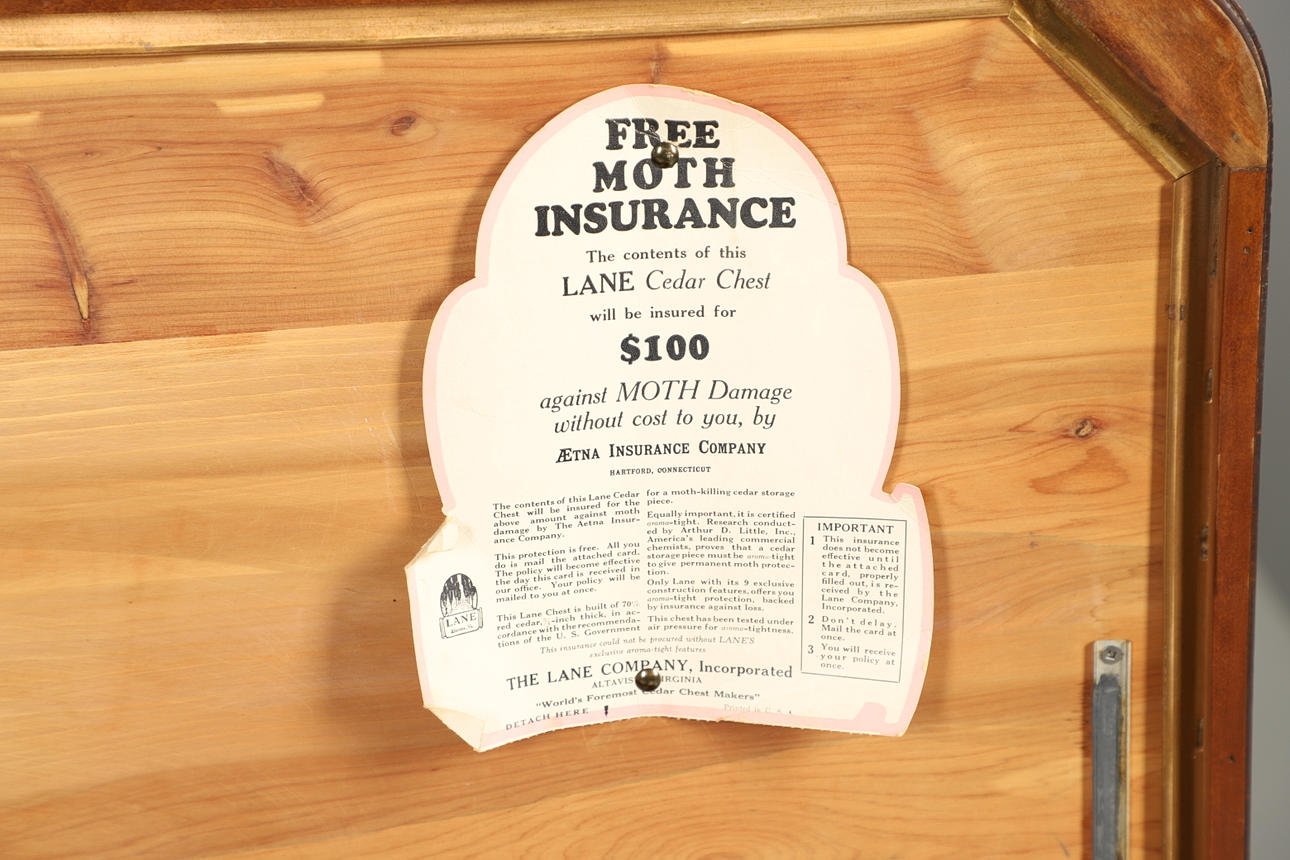 FREE
MOTH
INSURANCE
The contents of this
LANE Cedar Chest
will be insured for
$100
against MOTH Damage
without cost to you, by
ÆTNA INSURANCE COMPANY
HARTFORD, CONNECTICUT
The contents of this Lane Cedar
Chest will be insured for the
above amount against moth
damage by The Aetna Insur-
ance Company.
This protection is free. All you
do is mail the attached card.
The policy will become effective
the day this card is received in
our office. Your policy will be
mailed to you at once.
This Lane Chest is built of 70%
red cedar, ¾-inch thick, in ac-
cordance with the recommenda-
tions of the U. S. Government
for a moth-killing cedar storage
piece.
Equally important, it is certified
aroma-tight. Research conduct-
ed by Arthur D. Little, Inc.,
America's leading commercial
chemists, proves that a cedar
storage piece must be aroma-tight
to give permanent moth protec-
tion.
Only Lane with its 9 exclusive
construction features, offers you
aroma-tight protection, backed
by insurance against loss.
This chest has been tested under
air pressure for aroma-tightness.
IMPORTANT
1 This insurance
does not become
effective until
the attached
card, properly
filled out, is re-
ceived by the
Lane Company,
Incorporated.
2 Don't delay.
Mail the card at
once.
3 You will receive
your policy at
once.
LANE
Altavista, Va.
This insurance could not be procured without LANE'S
exclusive aroma-tight features
THE LANE COMPANY, Incorporated
ALTAVISTA, VIRGINIA
"World's Foremost Cedar Chest Makers"
DETACH HERE
Printed in U. S. A.